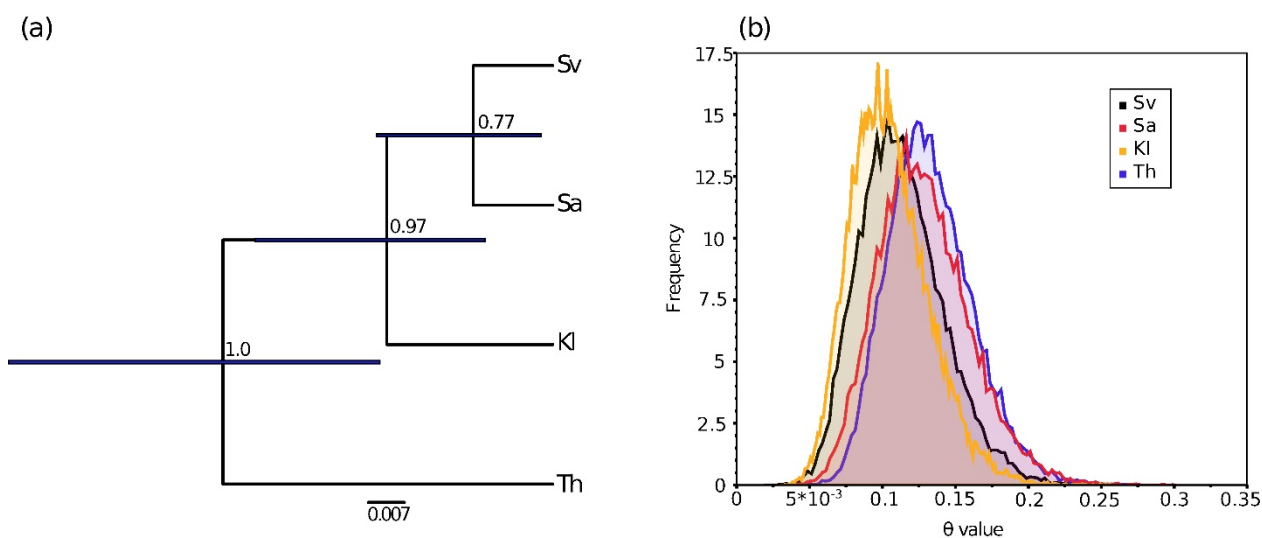 (a)
Sv
0.77
Sa
0.97
Kl
1.0
Th
0.007
(b)
17.5
15
12.5
10
7.5
5
2.5
0
Frequency
Sv
Sa
Kl
Th
0 5*10⁻³ 0.1 0.15 0.2 0.25 0.3 0.35
θ value